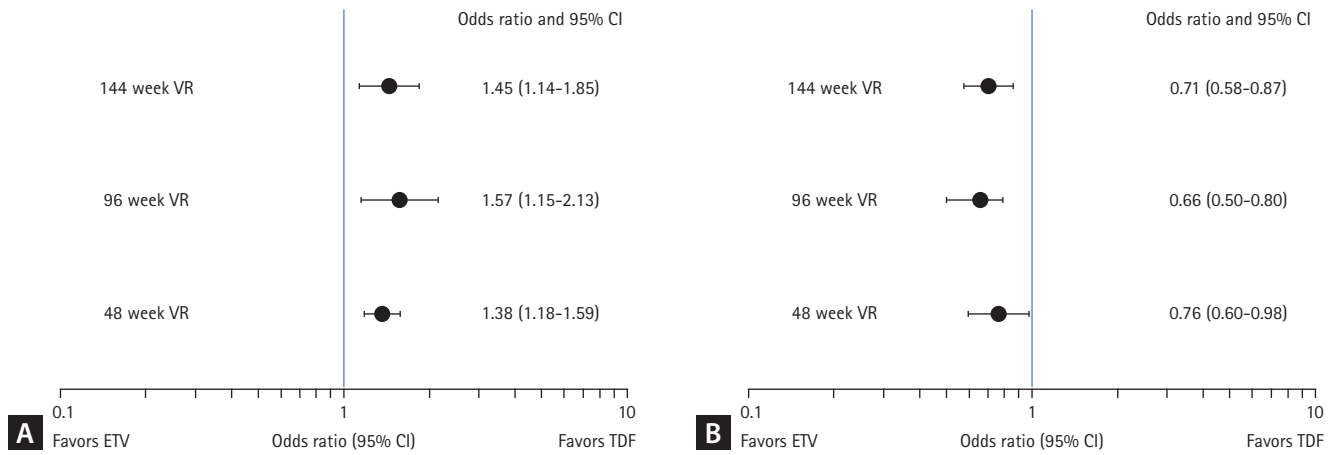 Odds ratio and 95% CI
144 week VR
1.45 (1.14-1.85)
96 week VR
1.57 (1.15-2.13)
48 week VR
1.38 (1.18-1.59)
0.1
1
10
A
Favors ETV
Odds ratio (95% CI)
Favors TDF
Odds ratio and 95% CI
144 week VR
0.71 (0.58-0.87)
96 week VR
0.66 (0.50-0.80)
48 week VR
0.76 (0.60-0.98)
0.1
1
10
B
Favors ETV
Odds ratio (95% CI)
Favors TDF